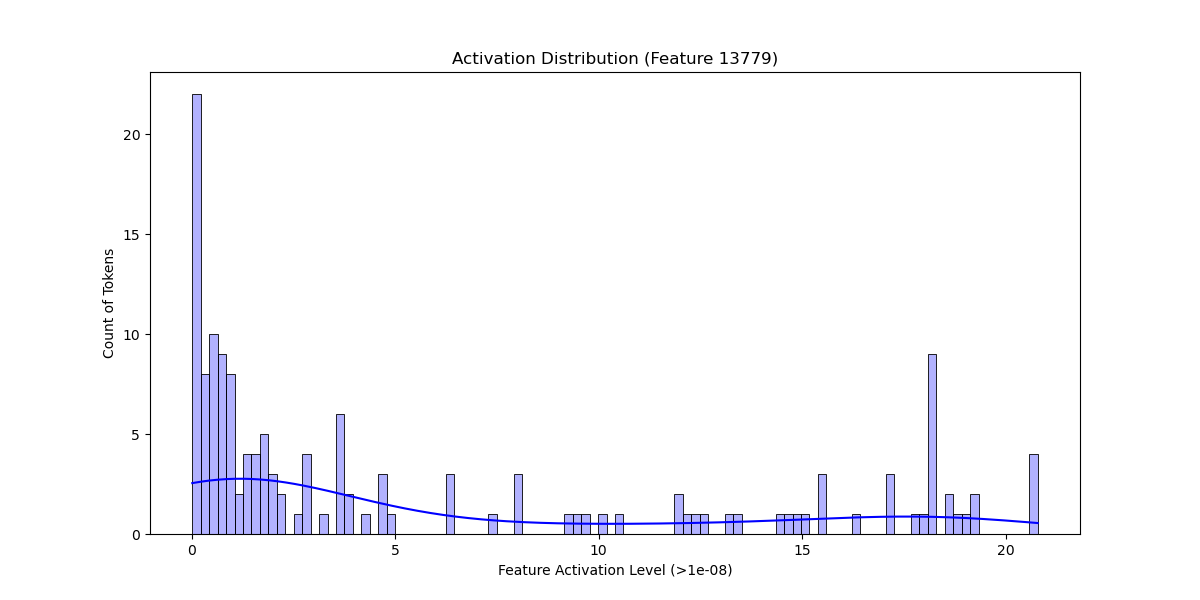 Activation Distribution (Feature 13779)
Count of Tokens
20
15
10
5
0
0 5 10 15 20
Feature Activation Level (>1e-08)